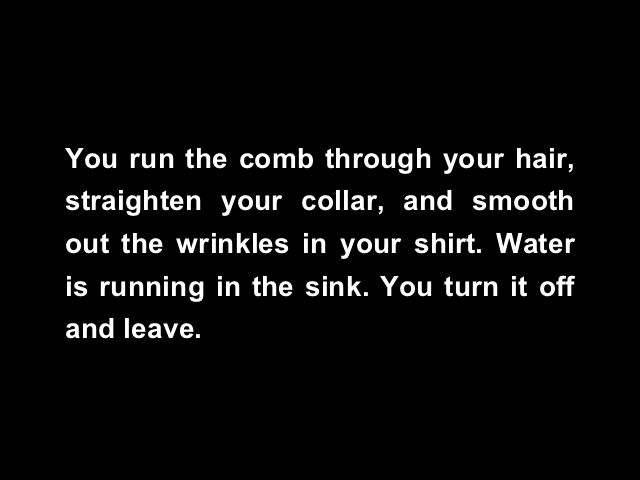 You run the comb through your hair,
straighten your collar, and smooth
out the wrinkles in your shirt. Water
is running in the sink. You turn it off
and leave.